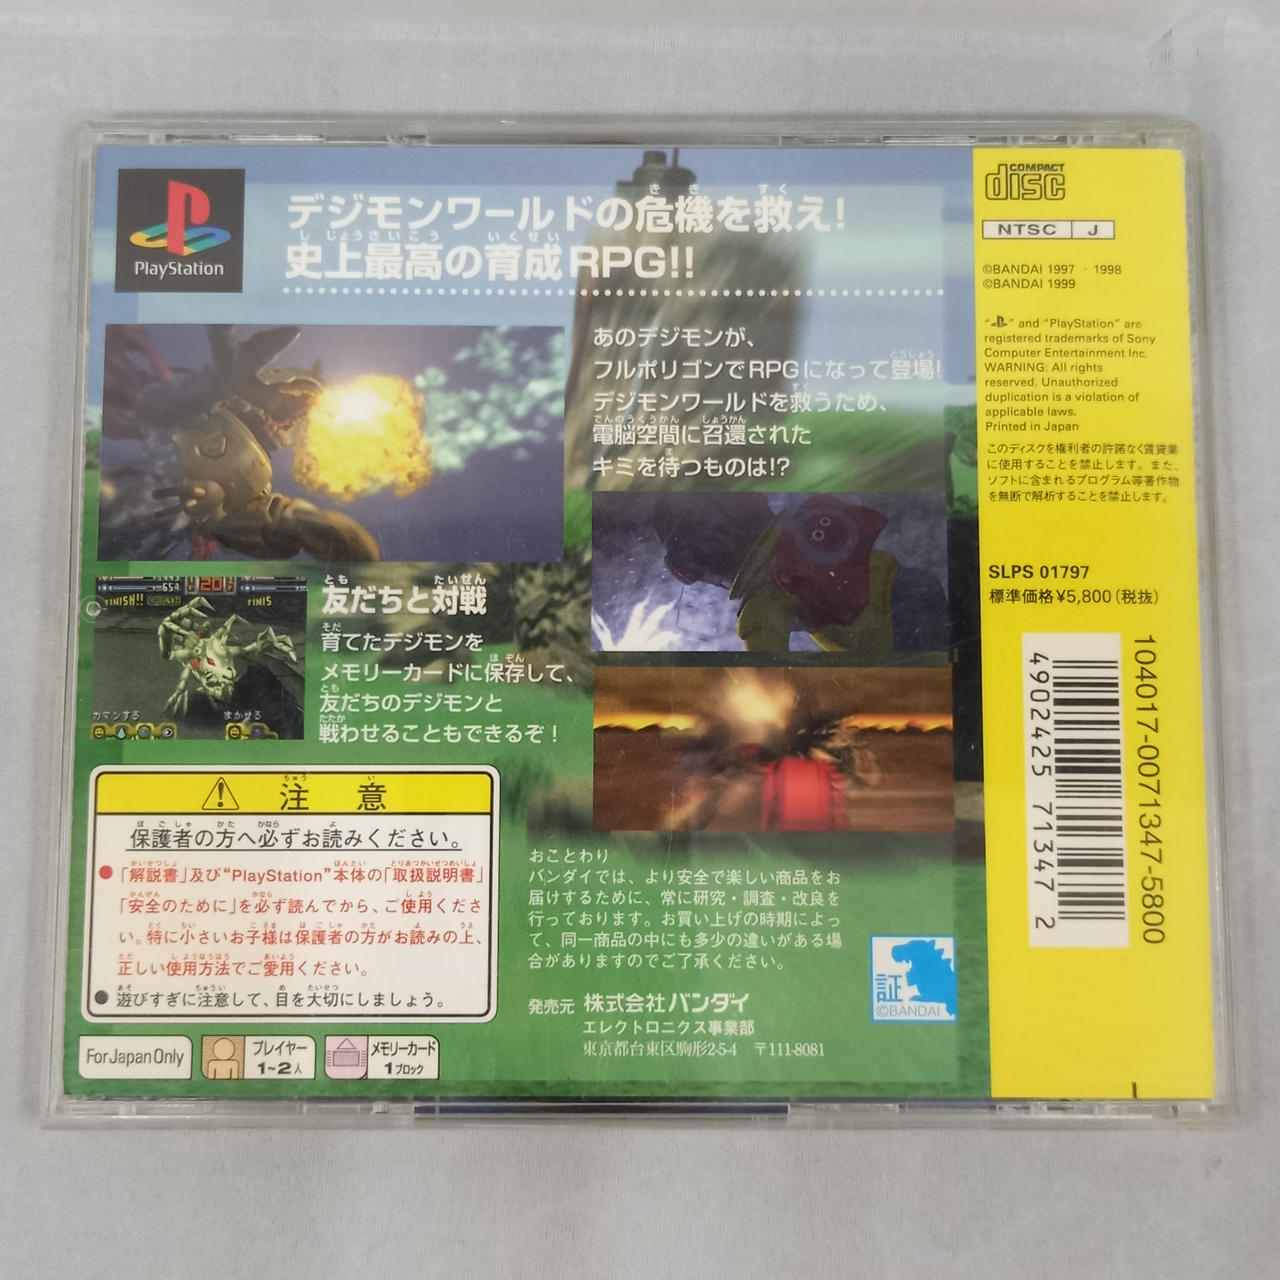 PlayStation
デジモンワールドの危機を救え!
史上最高の育成RPG!!
あのデジモンが、
フルポリゴンでRPGになって登場!
デジモンワールドを救うため、
電脳空間に召還された
キミを待つものは!?
FINISH!!
654
20
FINIS
ガマンする
まかせる
友だちと対戦
育てたデジモンを
メモリーカードに保存して、
友だちのデジモンと
戦わせることもできるぞ!
注意
保護者の方へ必ずお読みください。
●「解説書」及び“PlayStation”本体の「取扱説明書」
「安全のために」を必ず読んでから、ご使用くださ
い。特に小さいお子様は保護者の方がお読みの上、
正しい使用方法でご愛用ください。
●遊びすぎに注意して、目を大切にしましょう。
For Japan Only
プレイヤー
1~2人
メモリーカード
1ブロック
おことわり
バンダイでは、より安全で楽しい商品をお
届けするために、常に研究・調査・改良を
行っております。お買い上げの時期によっ
て、同一商品の中にも多少の違いがある場
合がありますのでご了承ください。
発売元 株式会社バンダイ
エレクトロニクス事業部
東京都台東区駒形2-5-4 〒111-8081
証
©BANDAI
COMPACT
disc
NTSC J
©BANDAI 1997・1998
©BANDAI 1999
“PS” and “PlayStation” are
registered trademarks of Sony
Computer Entertainment Inc.
WARNING: All rights
reserved. Unauthorized
duplication is a violation of
applicable laws.
Printed in Japan
このディスクを権利者の許諾なく賃貸業
に使用することを禁止します。また、
ソフトに含まれるプログラム等著作物
を無断で解析することを禁止します。
SLPS 01797
標準価格¥5,800(税抜)
104017-0071347-5800
4902425 71347 2